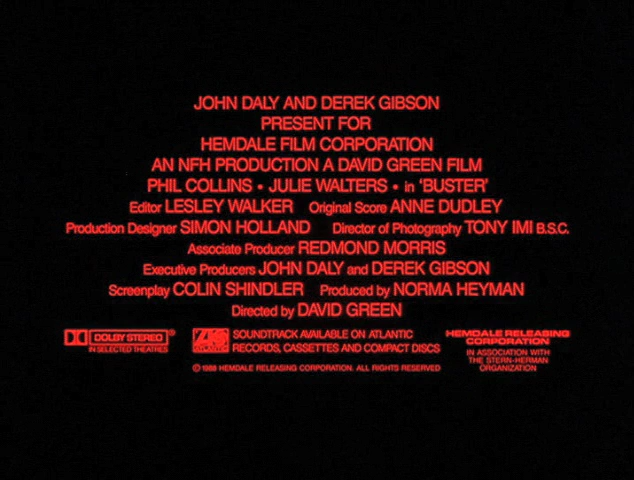 JOHN DALY AND DEREK GIBSON
PRESENT FOR
HEMDALE FILM CORPORATION
AN NFH PRODUCTION A DAVID GREEN FILM
PHIL COLLINS • JULIE WALTERS • in 'BUSTER'
Editor LESLEY WALKER Original Score ANNE DUDLEY
Production Designer SIMON HOLLAND Director of Photography TONY IMI B.S.C.
Associate Producer REDMOND MORRIS
Executive Producers JOHN DALY and DEREK GIBSON
Screenplay COLIN SHINDLER Produced by NORMA HEYMAN
Directed by DAVID GREEN
DOLBY STEREO®
IN SELECTED THEATRES
ATLANTIC
SOUNDTRACK AVAILABLE ON ATLANTIC
RECORDS, CASSETTES AND COMPACT DISCS
© 1988 HEMDALE RELEASING CORPORATION. ALL RIGHTS RESERVED
HEMDALE RELEASING
CORPORATION
IN ASSOCIATION WITH
THE STERN-HERMAN
ORGANIZATION